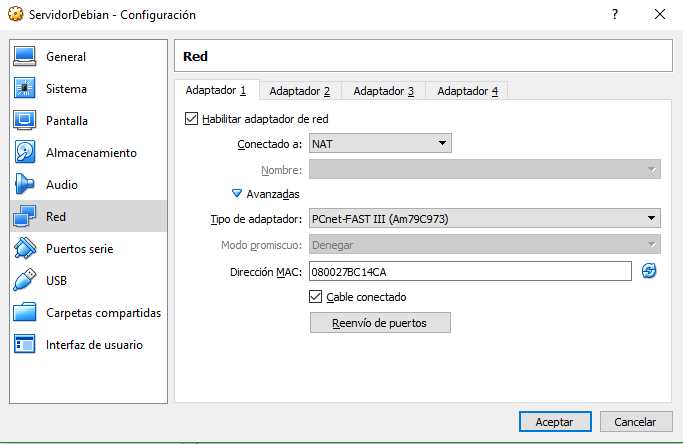 ServidorDebian - Configuración
General
Sistema
Pantalla
Almacenamiento
Audio
Red
Puertos serie
USB
Carpetas compartidas
Interfaz de usuario
Red
Adaptador 1 Adaptador 2 Adaptador 3 Adaptador 4
Habilitar adaptador de red
Conectado a: NAT
Nombre:
Avanzadas
Tipo de adaptador: PCnet-FAST III (Am79C973)
Modo promiscuo: Denegar
Dirección MAC: 080027BC14CA
Cable conectado
Reenvío de puertos
Aceptar Cancelar